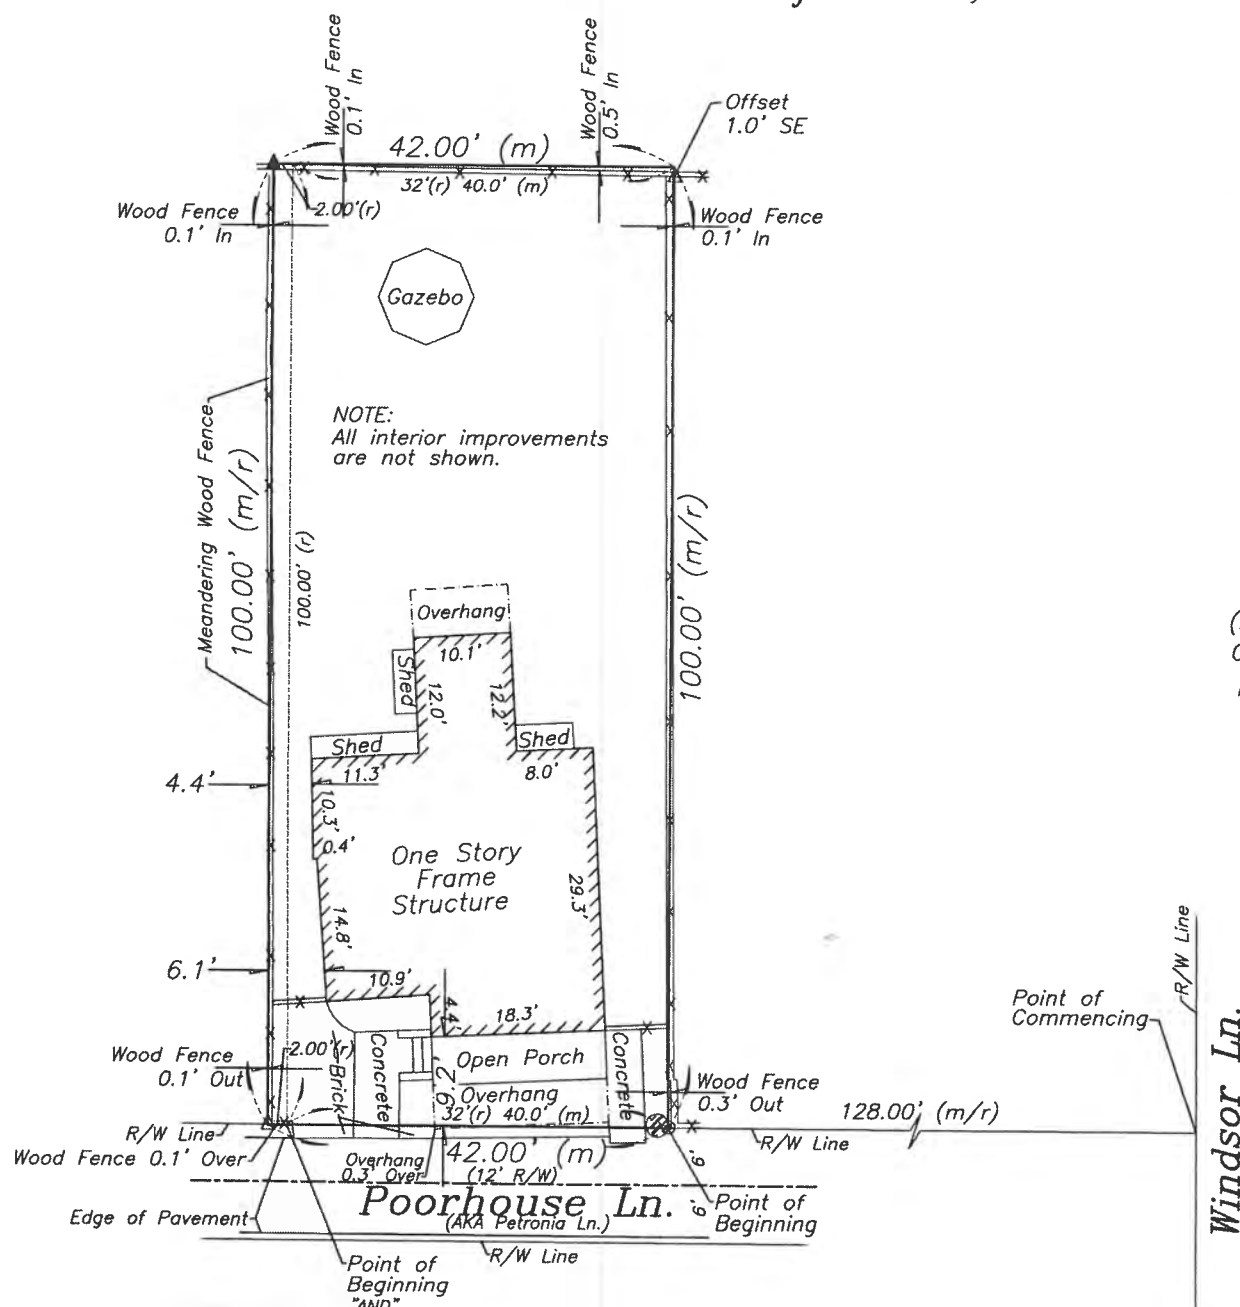 Wood Fence
0.1' In
Wood Fence
0.5' In
Offset
1.0' SE
42.00' (m)
32'(r) 40.0' (m)
2.00'(r)
Wood Fence
0.1' In
Wood Fence
0.1' In
Gazebo
NOTE:
All interior improvements
are not shown.
Meandering Wood Fence
100.00' (m/r)
100.00' (r)
100.00' (m/r)
Overhang
10.1'
Shed
12.0'
12.2'
Shed
Shed
11.3'
8.0'
4.4'
10.3'
0.4'
One Story
Frame
Structure
29.3'
14.8'
6.1'
10.9'
4.4'
18.3'
Point of
Commencing
R/W Line
Windsor Ln.
Wood Fence
0.1' Out
2.00'(r)
Brick
Concrete
Open Porch
9.2'
Overhang
Concrete
Wood Fence
0.3' Out
32'(r) 40.0' (m)
128.00' (m/r)
R/W Line
R/W Line
Wood Fence 0.1' Over
Overhang
0.3' Over
42.00' (m)
(12' R/W)
Poorhouse Ln.
(AKA Petronia Ln.)
9.9'
Point of
Beginning
Edge of Pavement
R/W Line
Point of
Beginning
"AND"